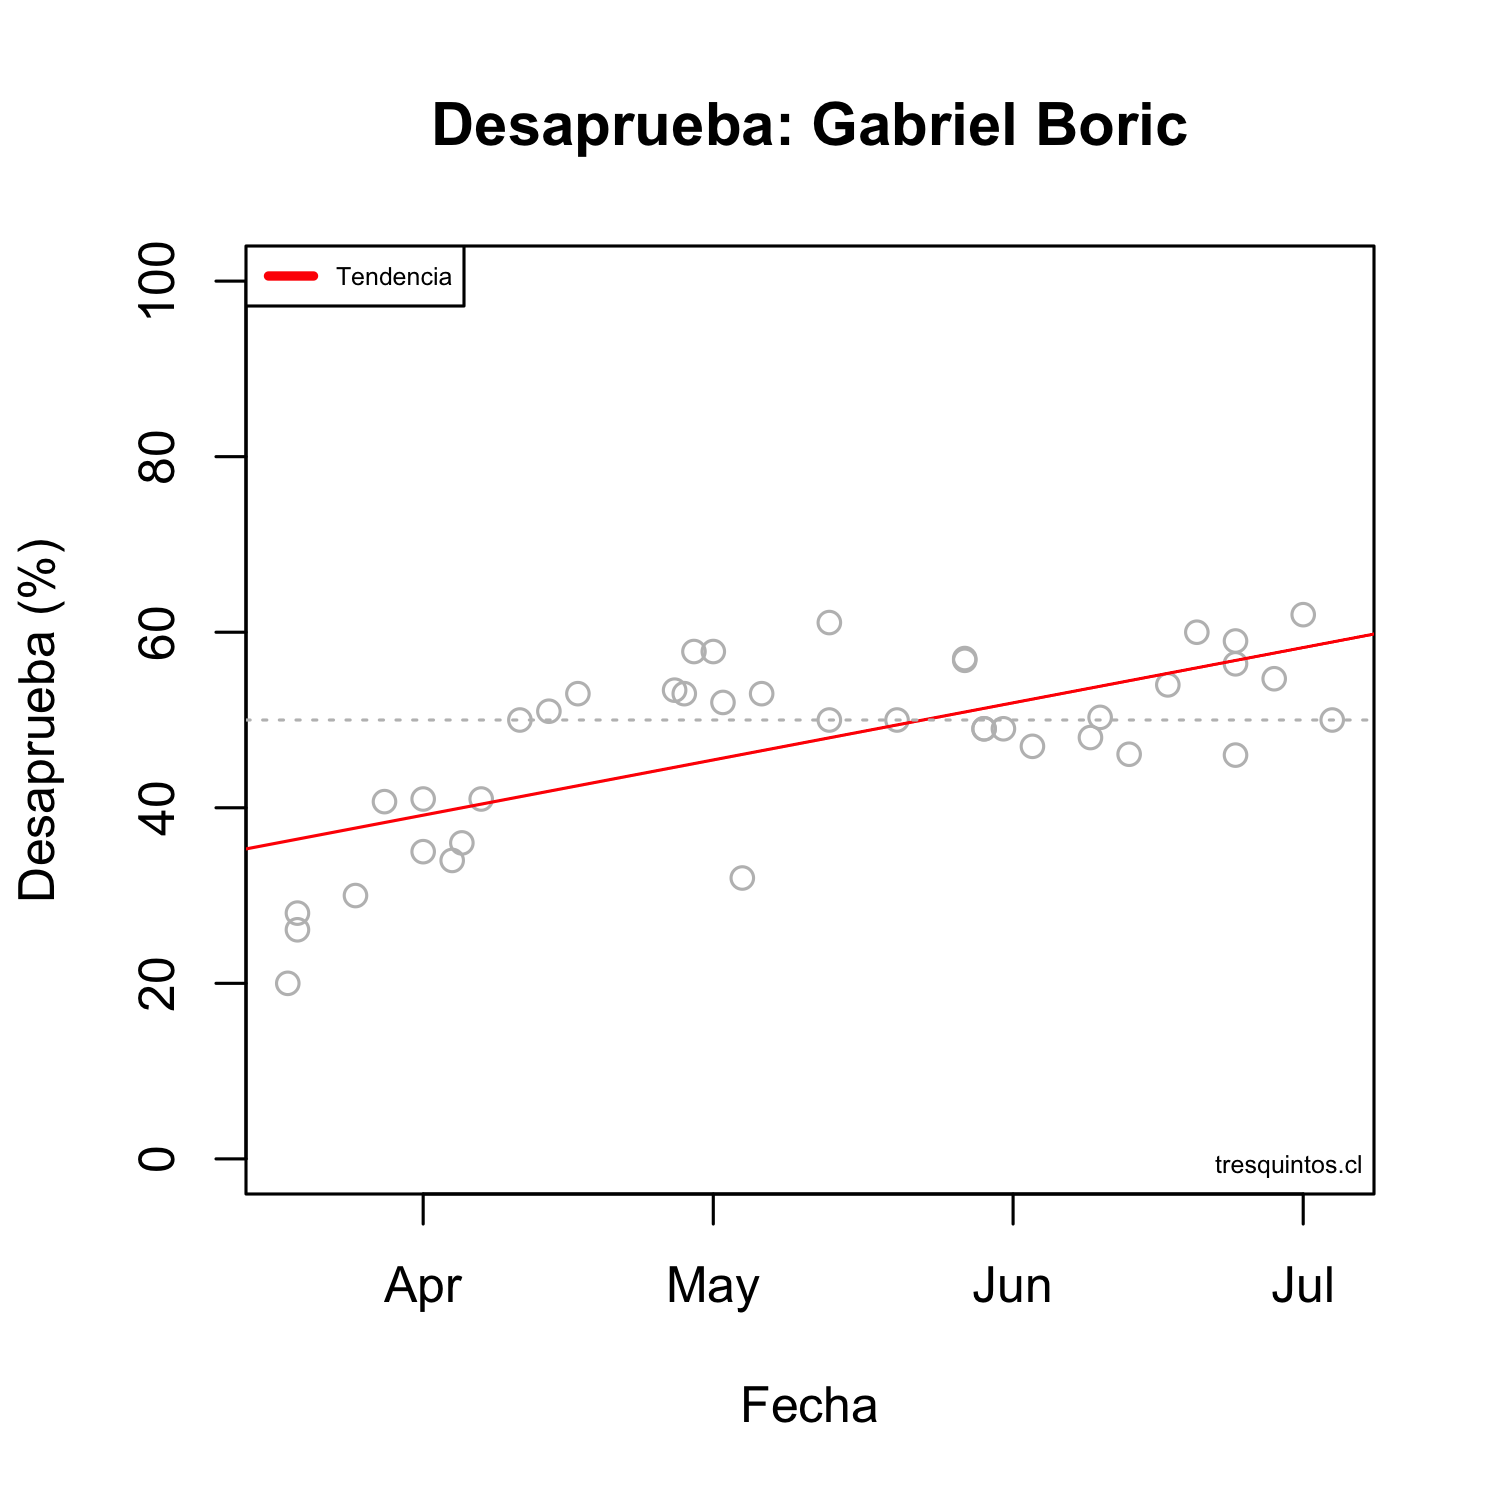 Desaprueba: Gabriel Boric
Tendencia
100
80
60
40
20
0
Desaprueba (%)
tresquintos.cl
Apr May Jun Jul
Fecha